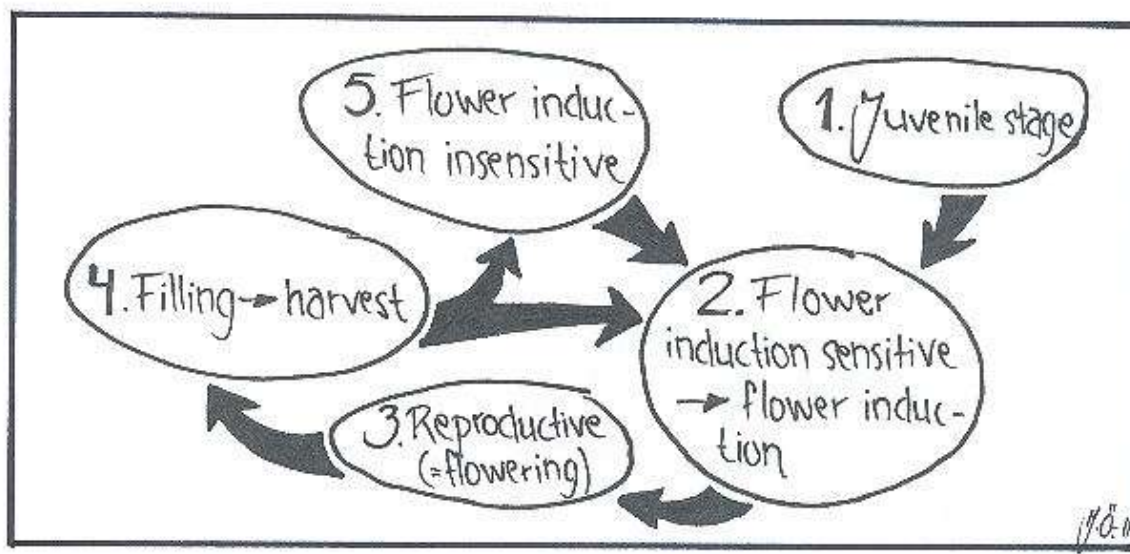 1. Juvenile stage
2. Flower
induction sensitive
→ flower induc-
tion
3. Reproductive
(=flowering)
4. Filling → harvest
5. Flower induc-
tion insensitive